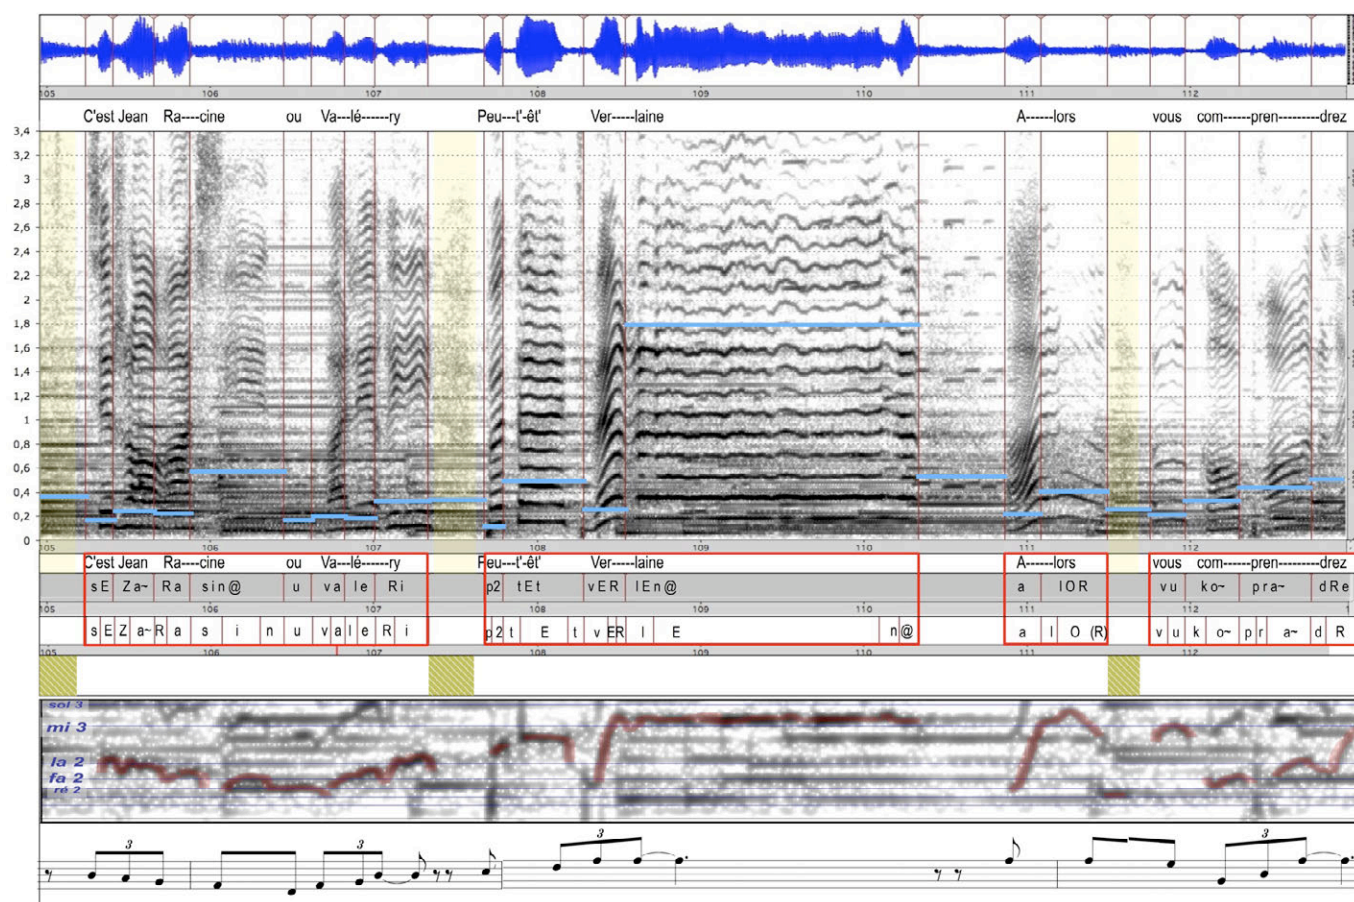 105 106 107 108 109 110 111 112
C'est Jean Ra----cine ou Va---lé------ry Peu---t'-êt' Ver----laine A-----lors vous com-----pren--------drez
3,4
3,2
3
2,8
2,6
2,4
2,2
2
1,8
1,6
1,4
1,2
1
0,8
0,6
0,4
0,2
0
105 106 107 108 109 110 111 112
C'est Jean Ra----cine ou Va---lé------ry Peu---t'-êt' Ver----laine A-----lors vous com-----pren--------drez
sE Za~ Ra sin@ u va le Ri p2 tEt vER lEn@ a lOR vu ko~ pra~ dRe
105 106 107 108 109 110 111 112 1
s E Z a~ R a s i n u v a l e R i p 2 t E t v E R l E n @ a l O (R) v u k o~ p r a~ d R
105 106 107 108 109 110 111 112
sol 3
mi 3
la 2
fa 2
ré 2
3 3 3 3